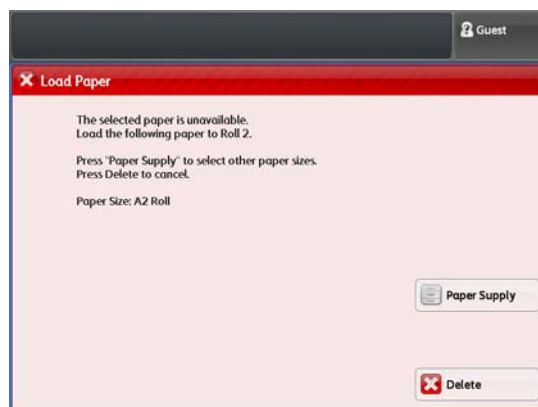 Guest
Load Paper
The selected paper is unavailable.
Load the following paper to Roll 2.
Press "Paper Supply" to select other paper sizes.
Press Delete to cancel.
Paper Size: A2 Roll
Paper Supply
Delete